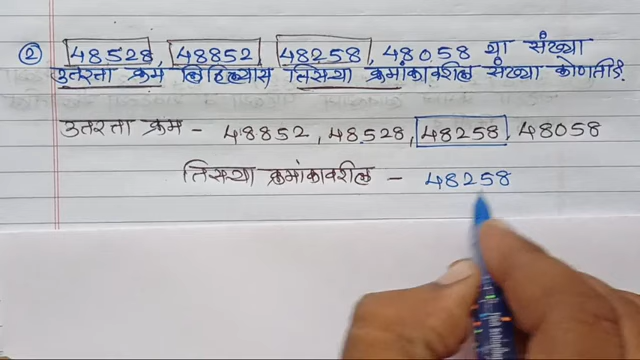 ② 48528, 48852, 48258, 48058 या संख्या
उतरता क्रम लिहिल्यास तिसऱ्या क्रमांकावरील संख्या कोणती?
उतरता क्रम - 48852, 48528, 48258, 48058
तिसऱ्या क्रमांकावरील - 48258